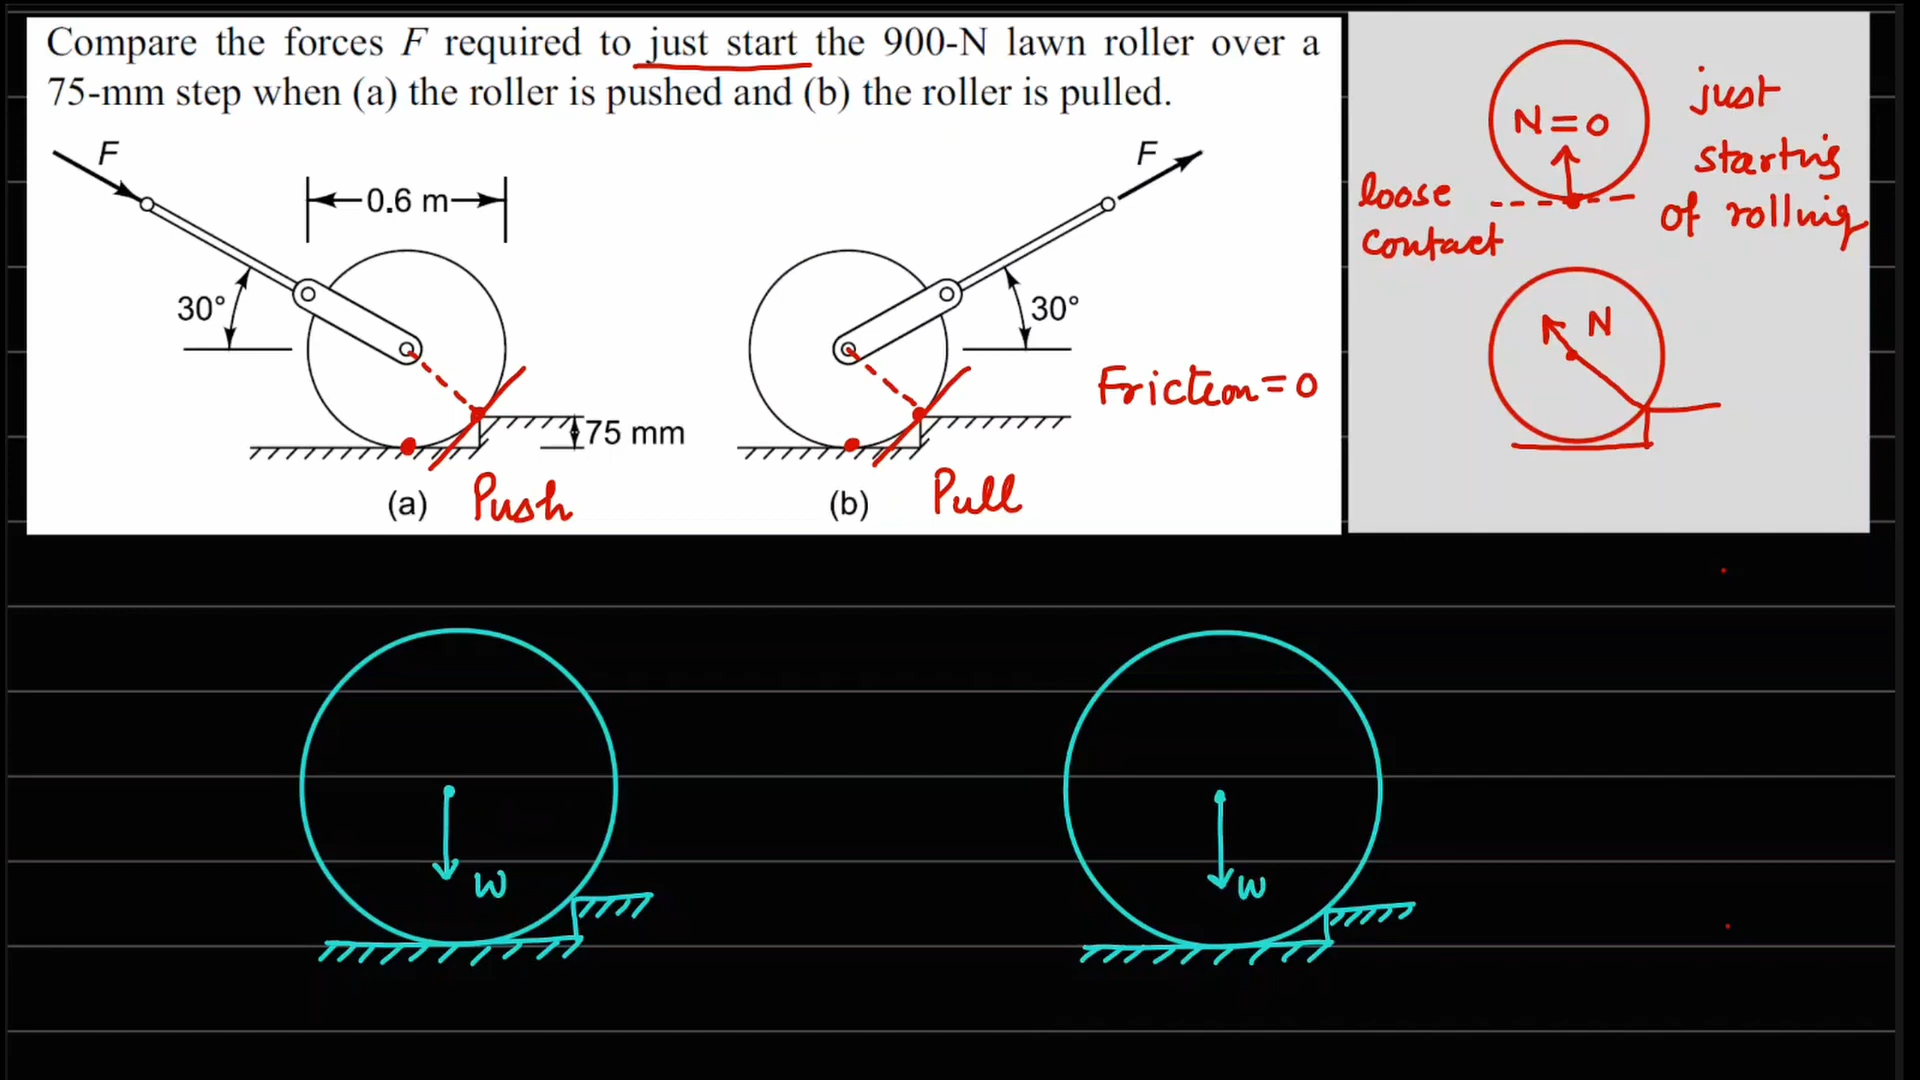 Compare the forces F required to just start the 900-N lawn roller over a
75-mm step when (a) the roller is pushed and (b) the roller is pulled.
F
0.6 m
30°
75 mm
(a)
Push
F
30°
Friction=0
(b)
Pull
N=0
just
starting
of rolling
loose
contact
N
W
W